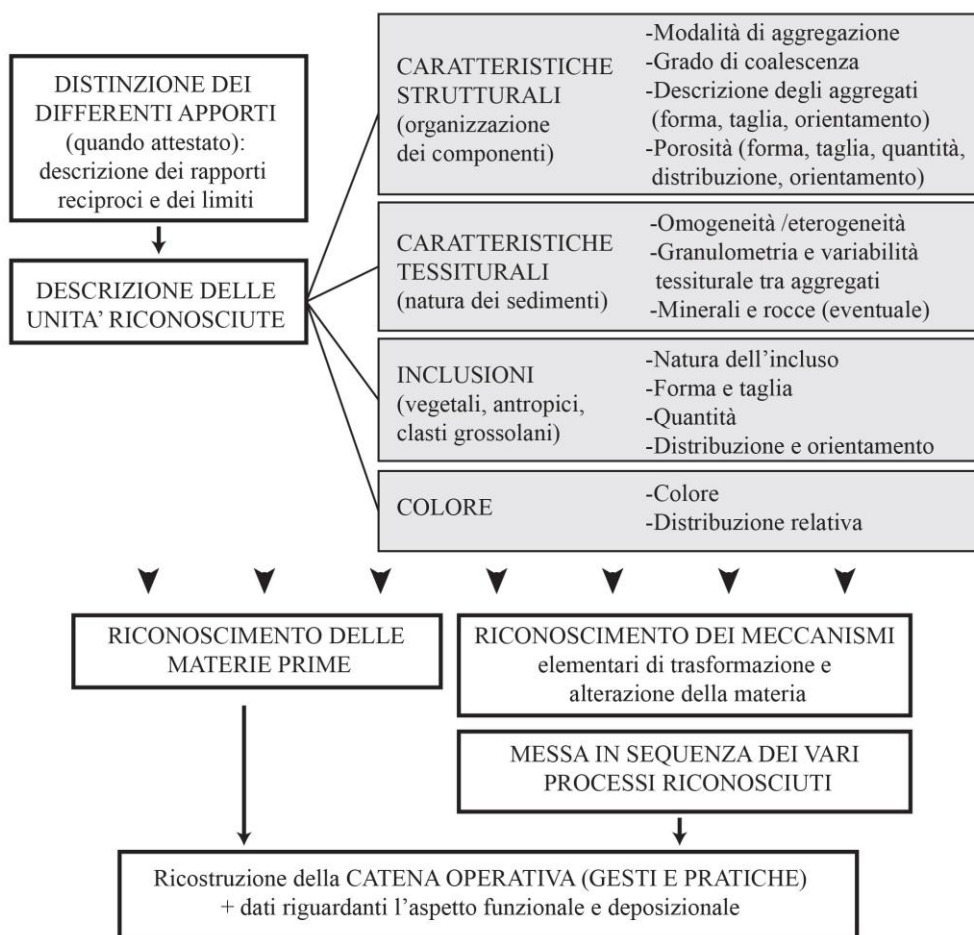 DISTINZIONE DEI
DIFFERENTI APPORTI
(quando attestato):
descrizione dei rapporti
reciproci e dei limiti
DESCRIZIONE DELLE
UNITA' RICONOSCIUTE
CARATTERISTICHE
STRUTTURALI
(organizzazione
dei componenti)
-Modalità di aggregazione
-Grado di coalescenza
-Descrizione degli aggregati
(forma, taglia, orientamento)
-Porosità (forma, taglia, quantità,
distribuzione, orientamento)
CARATTERISTICHE
TESSITURALI
(natura dei sedimenti)
-Omogeneità /eterogeneità
-Granulometria e variabilità
tessiturale tra aggregati
-Minerali e rocce (eventuale)
INCLUSIONI
(vegetali, antropici,
clasti grossolani)
-Natura dell'incluso
-Forma e taglia
-Quantità
-Distribuzione e orientamento
COLORE
-Colore
-Distribuzione relativa
RICONOSCIMENTO DELLE
MATERIE PRIME
RICONOSCIMENTO DEI MECCANISMI
elementari di trasformazione e
alterazione della materia
MESSA IN SEQUENZA DEI VARI
PROCESSI RICONOSCIUTI
Ricostruzione della CATENA OPERATIVA (GESTI E PRATICHE)
+ dati riguardanti l'aspetto funzionale e deposizionale